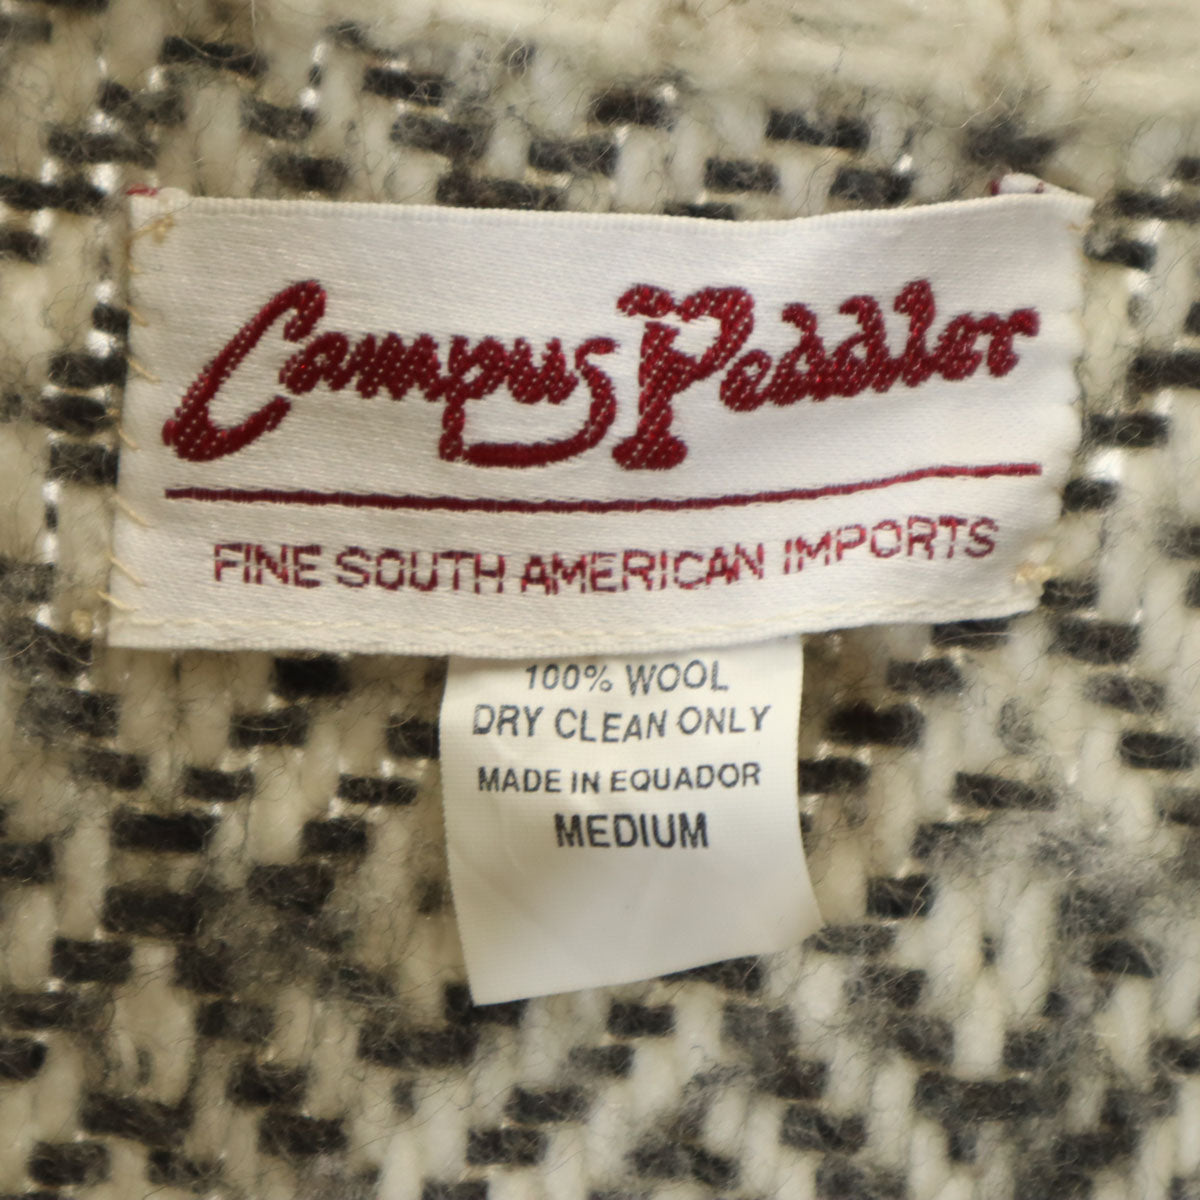 Campus Peddler
FINE SOUTH AMERICAN IMPORTS
100% WOOL
DRY CLEAN ONLY
MADE IN EQUADOR
MEDIUM